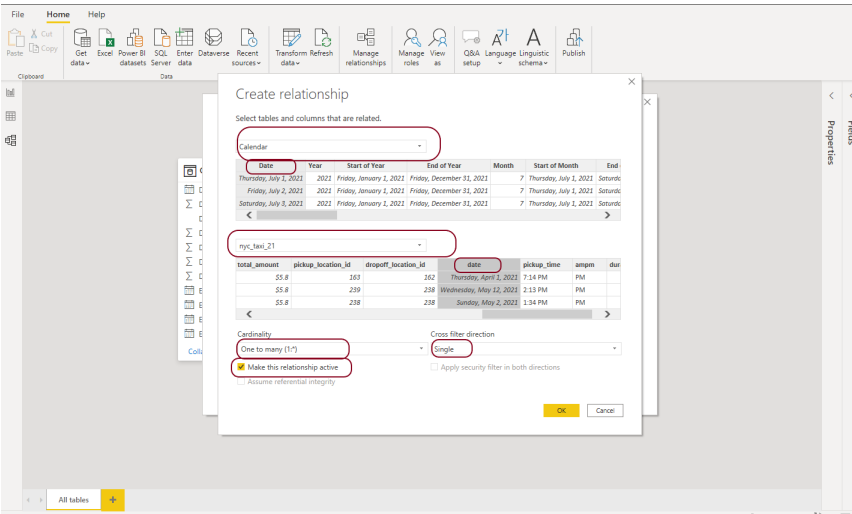 File Home Help
Paste Cut Copy
Get data Excel Power BI datasets SQL Server Enter data Dataverse Recent sources Transform data Refresh Manage relationships Manage roles View as Q&A setup Language Linguistic schema Publish
Clipboard Data
Create relationship
Select tables and columns that are related.
Calendar
Date Year Start of Year End of Year Month Start of Month End
Thursday, July 1, 2021 2021 Friday, January 1, 2021 Friday, December 31, 2021 7 Thursday, July 1, 2021 Saturda
Friday, July 2, 2021 2021 Friday, January 1, 2021 Friday, December 31, 2021 7 Thursday, July 1, 2021 Saturda
Saturday, July 3, 2021 2021 Friday, January 1, 2021 Friday, December 31, 2021 7 Thursday, July 1, 2021 Saturda
nyc_taxi_21
total_amount pickup_location_id dropoff_location_id date pickup_time ampm dur
$5.8 163 162 Thursday, April 1, 2021 7:14 PM PM
$5.8 239 238 Wednesday, May 12, 2021 2:13 PM PM
$5.8 238 238 Sunday, May 2, 2021 1:34 PM PM
Cardinality Cross filter direction
One to many (1:*) Single
Make this relationship active Apply security filter in both directions
Assume referential integrity
OK Cancel
Colla
Properties
Fields
All tables +